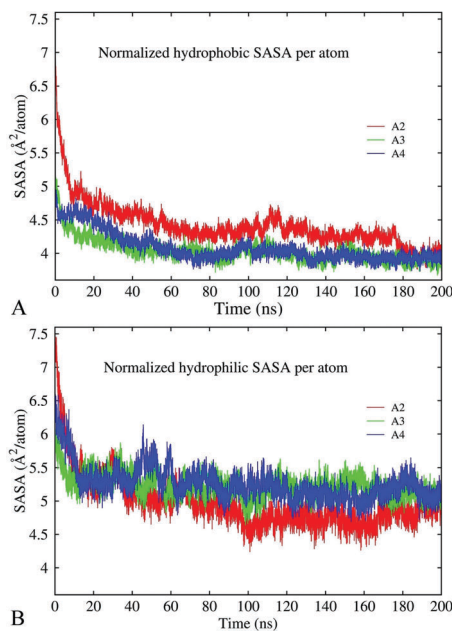 7.5
7
6.5
6
5.5
5
4.5
4
SASA (Å²/atom)
Normalized hydrophobic SASA per atom
A2
A3
A4
0 20 40 60 80 100 120 140 160 180 200
A
Time (ns)
7.5
7
6.5
6
5.5
5
4.5
4
SASA (Å²/atom)
Normalized hydrophilic SASA per atom
A2
A3
A4
0 20 40 60 80 100 120 140 160 180 200
B
Time (ns)